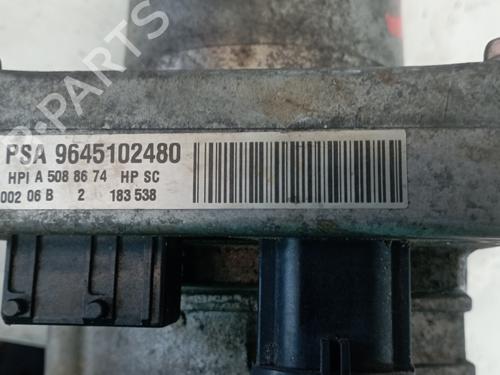 PSA 9645102480
HPI A 508 86 74 HP SC
002 06 B 2 183 538
B-PARTS